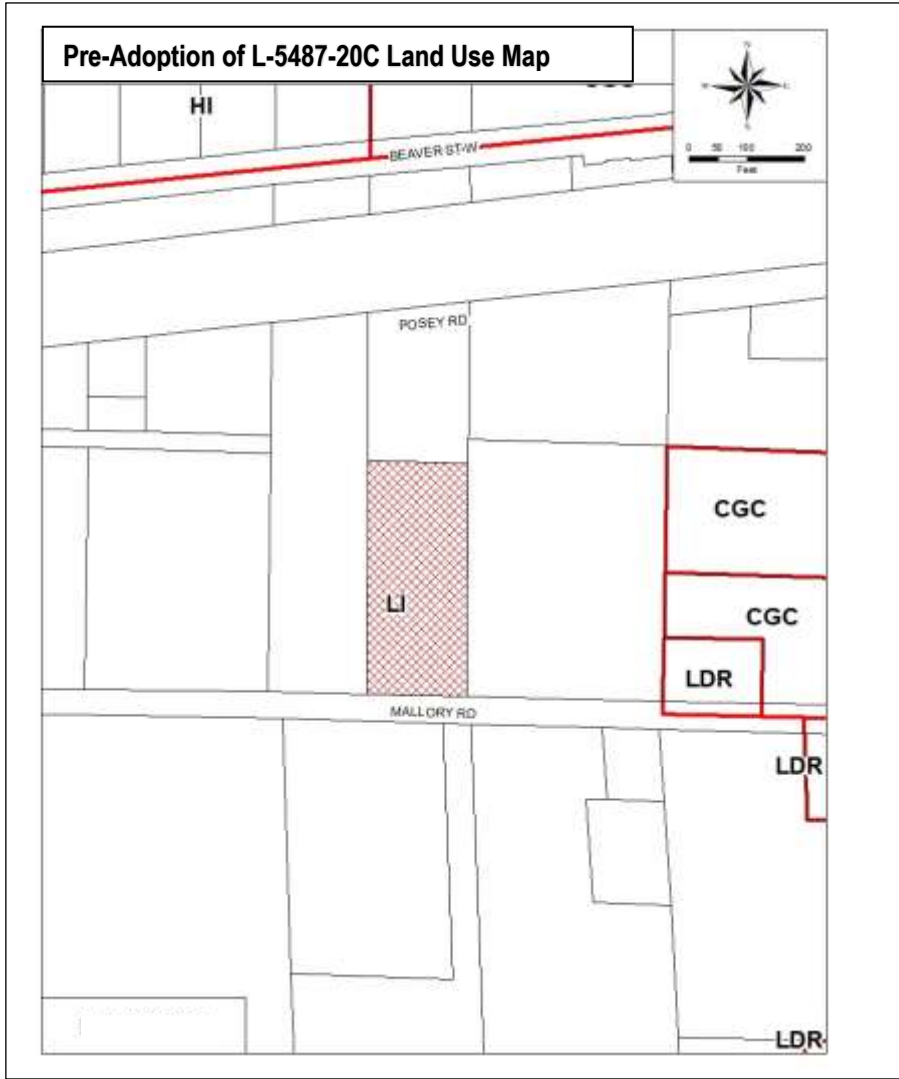 Pre-Adoption of L-5487-20C Land Use Map
N
W
E
S
0 50 100 200
Feet
HI
BEAVER ST W
POSEY RD
CGC
LI
CGC
LDR
MALLORY RD
LDR
LDR